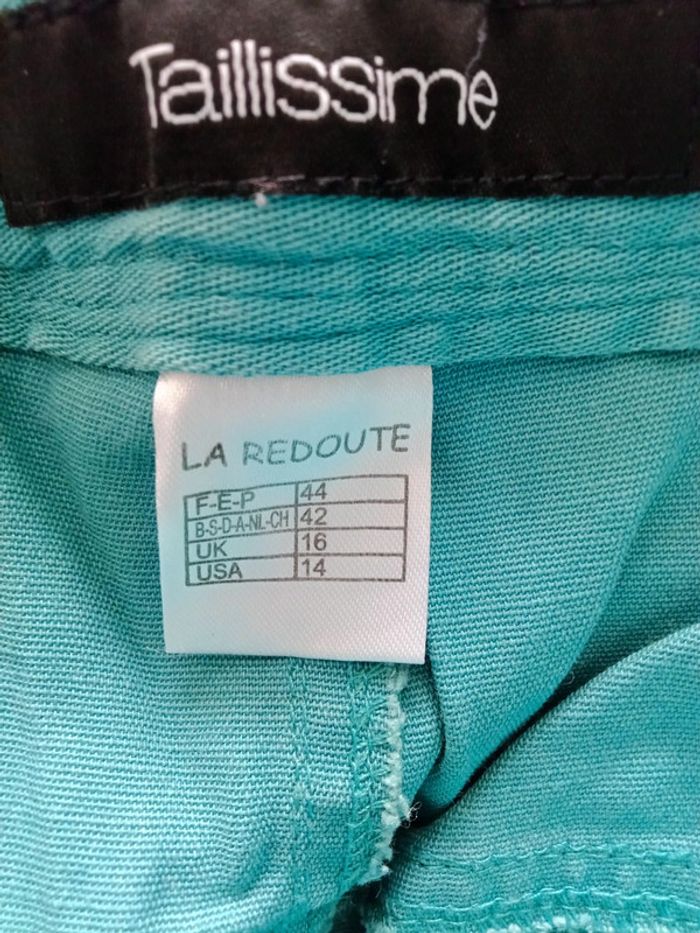 Taillissime
LA REDOUTE
F-E-P 44
B-S-D-A-NL-CH 42
UK 16
USA 14